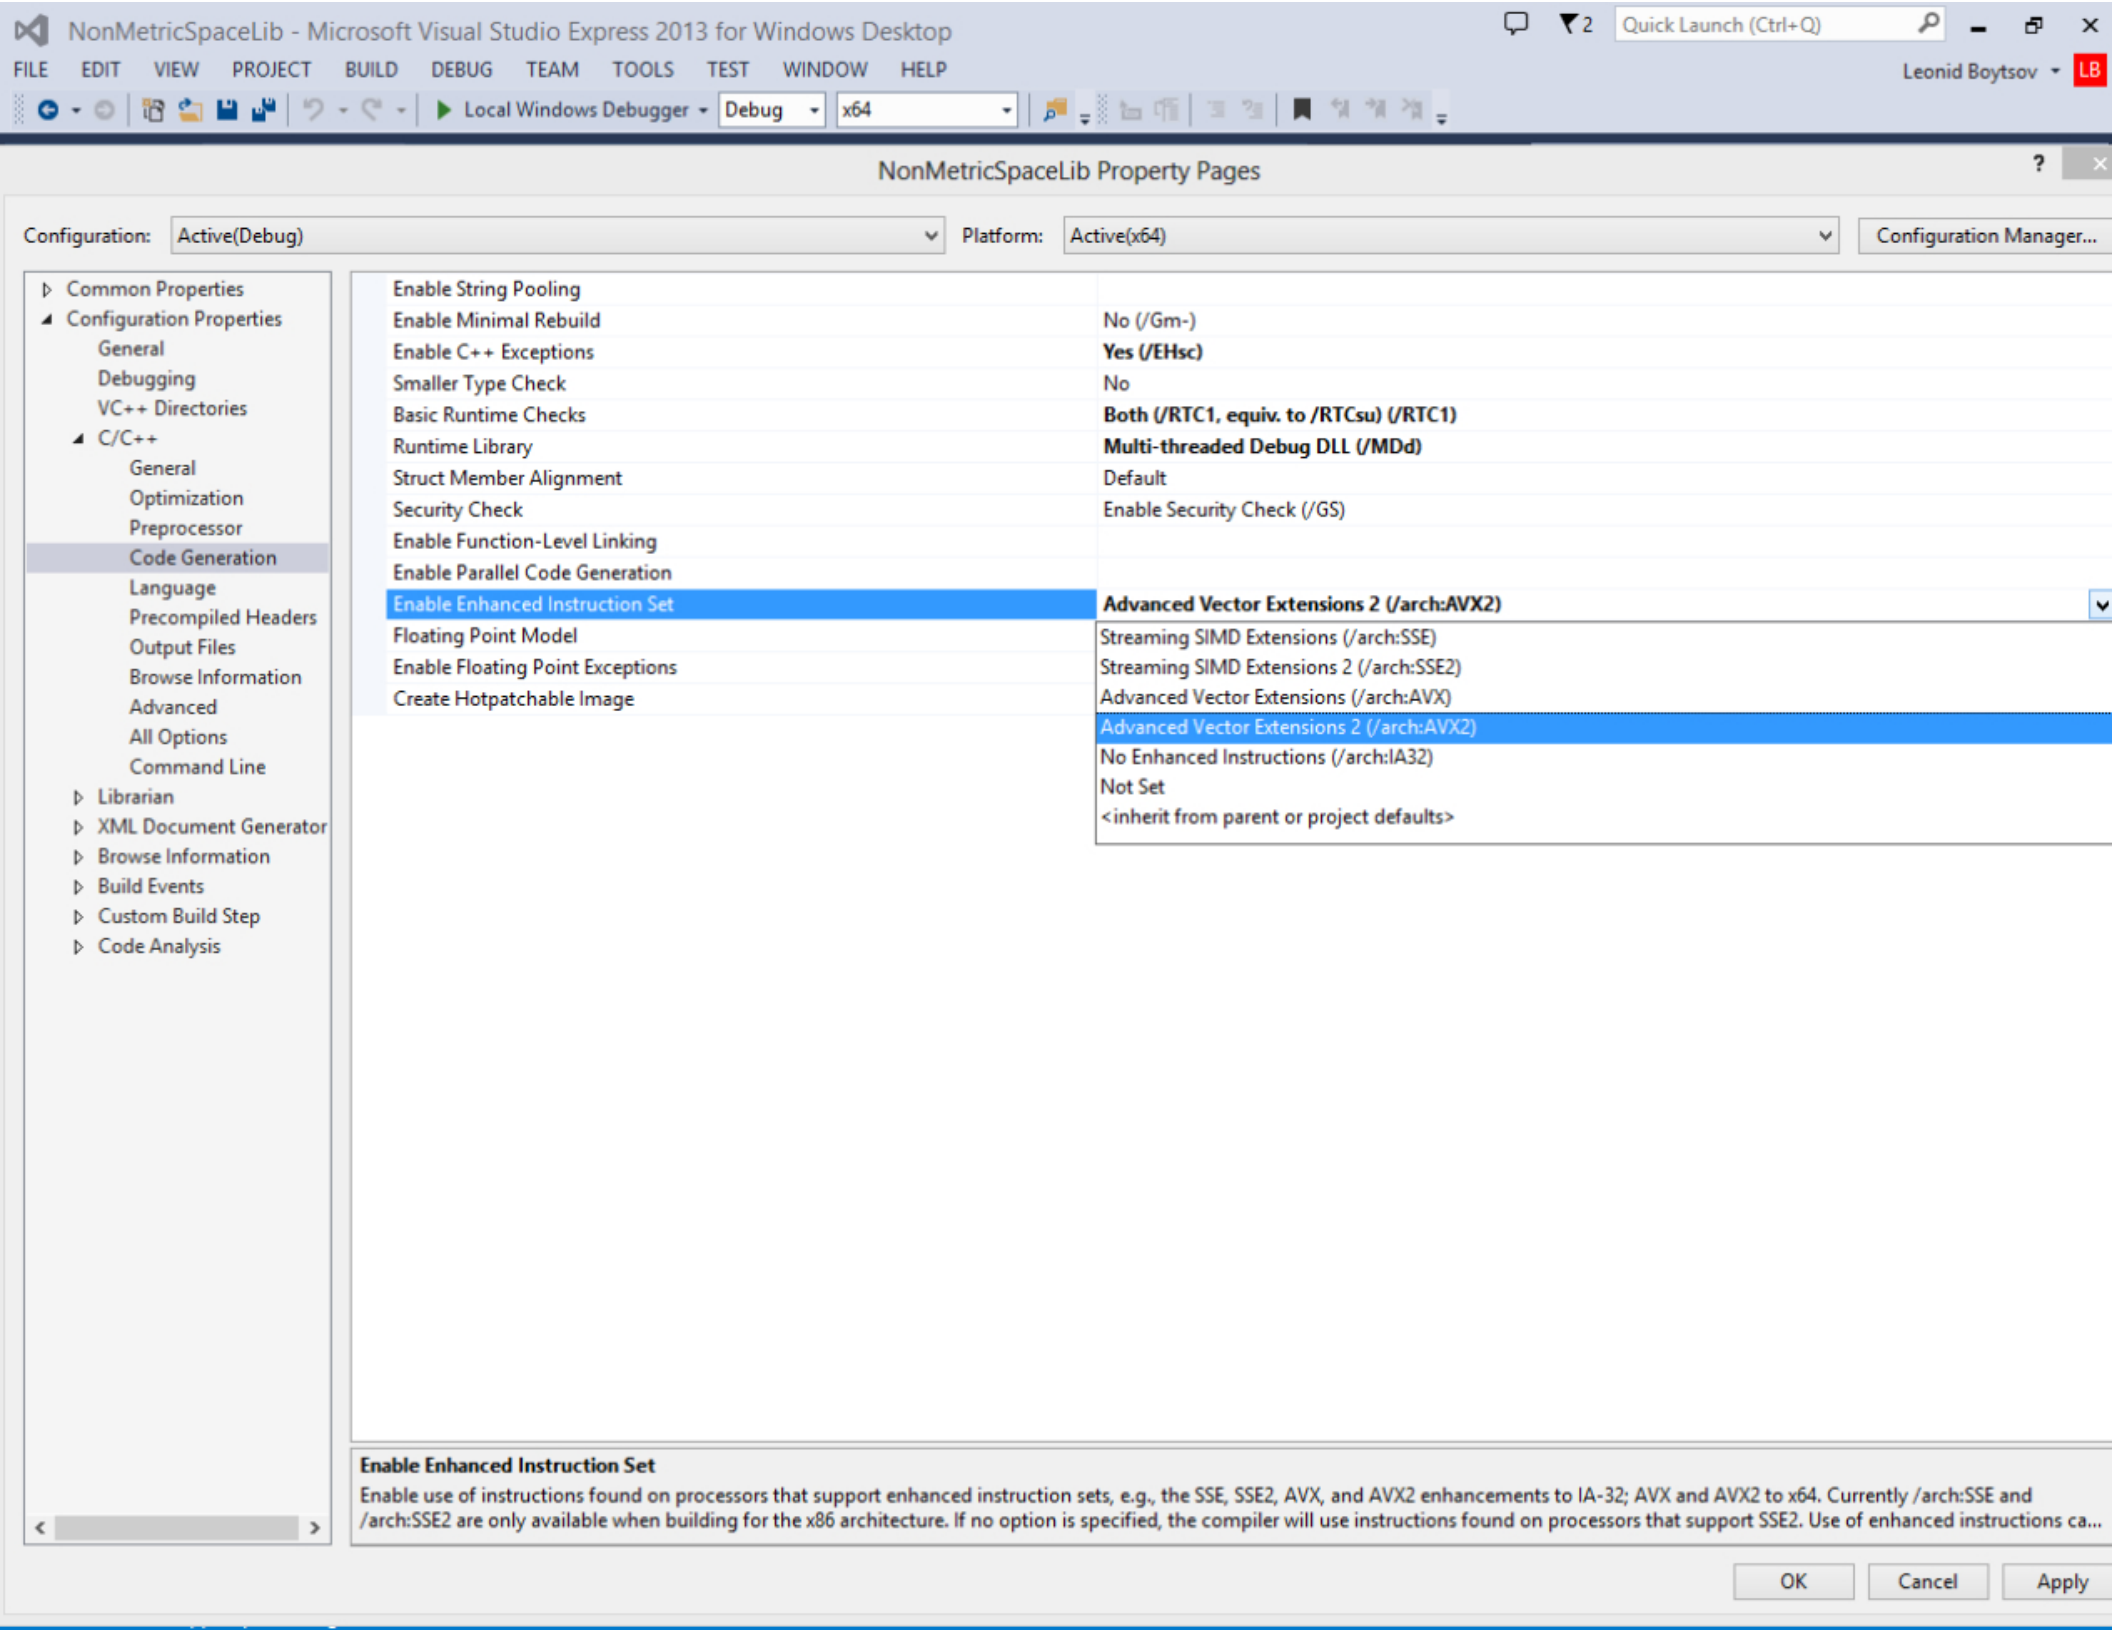 NonMetricSpaceLib - Microsoft Visual Studio Express 2013 for Windows Desktop
2
Quick Launch (Ctrl+Q)
FILE EDIT VIEW PROJECT BUILD DEBUG TEAM TOOLS TEST WINDOW HELP
Leonid Boytsov LB
Local Windows Debugger Debug x64
NonMetricSpaceLib Property Pages
?
Configuration: Active(Debug) Platform: Active(x64) Configuration Manager...
Common Properties
Configuration Properties
General
Debugging
VC++ Directories
C/C++
General
Optimization
Preprocessor
Code Generation
Language
Precompiled Headers
Output Files
Browse Information
Advanced
All Options
Command Line
Librarian
XML Document Generator
Browse Information
Build Events
Custom Build Step
Code Analysis
Enable String Pooling
Enable Minimal Rebuild No (/Gm-)
Enable C++ Exceptions Yes (/EHsc)
Smaller Type Check No
Basic Runtime Checks Both (/RTC1, equiv. to /RTCsu) (/RTC1)
Runtime Library Multi-threaded Debug DLL (/MDd)
Struct Member Alignment Default
Security Check Enable Security Check (/GS)
Enable Function-Level Linking
Enable Parallel Code Generation
Enable Enhanced Instruction Set Advanced Vector Extensions 2 (/arch:AVX2)
Floating Point Model
Enable Floating Point Exceptions
Create Hotpatchable Image
Streaming SIMD Extensions (/arch:SSE)
Streaming SIMD Extensions 2 (/arch:SSE2)
Advanced Vector Extensions (/arch:AVX)
Advanced Vector Extensions 2 (/arch:AVX2)
No Enhanced Instructions (/arch:IA32)
Not Set
<inherit from parent or project defaults>
Enable Enhanced Instruction Set
Enable use of instructions found on processors that support enhanced instruction sets, e.g., the SSE, SSE2, AVX, and AVX2 enhancements to IA-32; AVX and AVX2 to x64. Currently /arch:SSE and
/arch:SSE2 are only available when building for the x86 architecture. If no option is specified, the compiler will use instructions found on processors that support SSE2. Use of enhanced instructions ca...
OK Cancel Apply